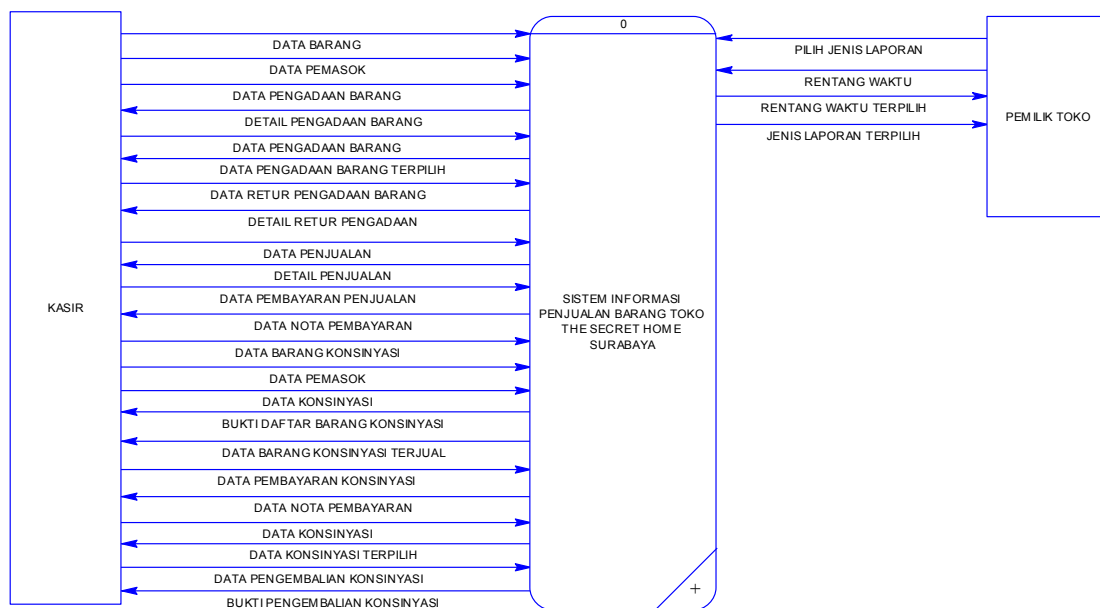 0
DATA BARANG
DATA PEMASOK
DATA PENGADAAN BARANG
DETAIL PENGADAAN BARANG
DATA PENGADAAN BARANG
DATA PENGADAAN BARANG TERPILIH
DATA RETUR PENGADAAN BARANG
DETAIL RETUR PENGADAAN
DATA PENJUALAN
DETAIL PENJUALAN
DATA PEMBAYARAN PENJUALAN
DATA NOTA PEMBAYARAN
DATA BARANG KONSINYASI
DATA PEMASOK
DATA KONSINYASI
BUKTI DAFTAR BARANG KONSINYASI
DATA BARANG KONSINYASI TERJUAL
DATA PEMBAYARAN KONSINYASI
DATA NOTA PEMBAYARAN
DATA KONSINYASI
DATA KONSINYASI TERPILIH
DATA PENGEMBALIAN KONSINYASI
BUKTI PENGEMBALIAN KONSINYASI
KASIR
SISTEM INFORMASI
PENJUALAN BARANG TOKO
THE SECRET HOME
SURABAYA
+
PILIH JENIS LAPORAN
RENTANG WAKTU
RENTANG WAKTU TERPILIH
JENIS LAPORAN TERPILIH
PEMILIK TOKO